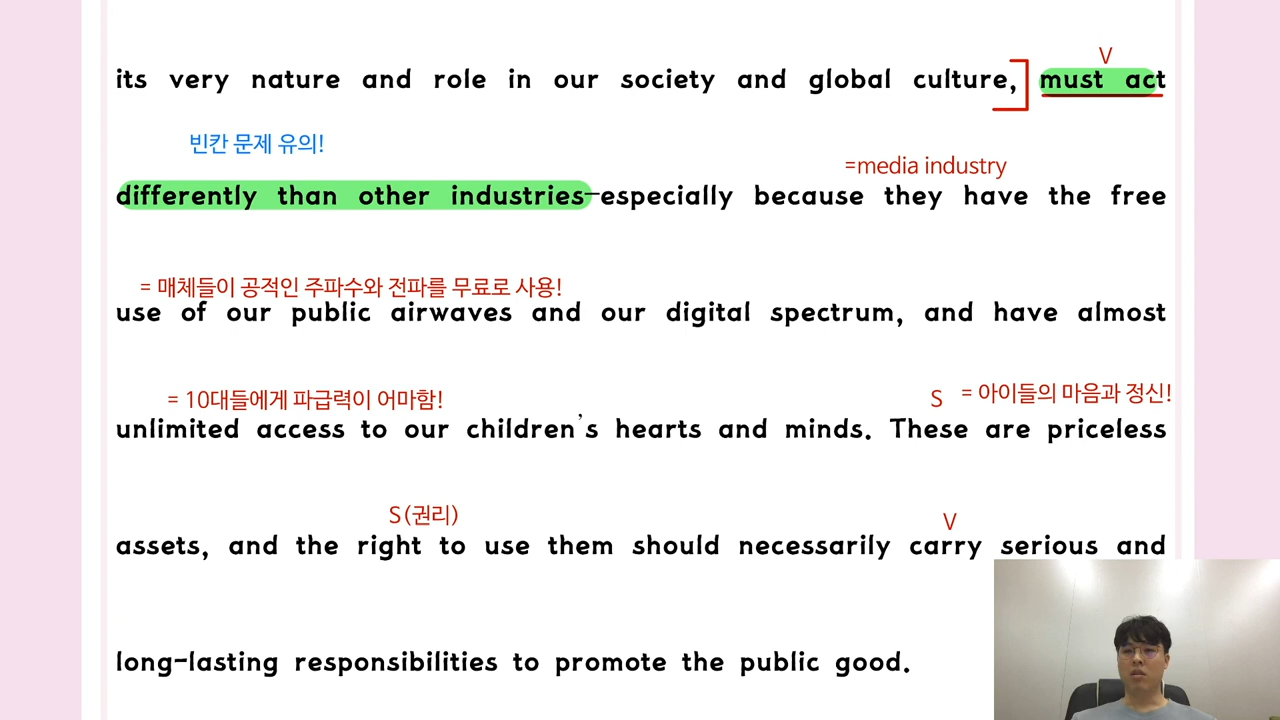 V
its very nature and role in our society and global culture, must act
빈칸 문제 유의!
=media industry
differently than other industries—especially because they have the free
= 매체들이 공적인 주파수와 전파를 무료로 사용!
use of our public airwaves and our digital spectrum, and have almost
= 10대들에게 파급력이 어마함!
S = 아이들의 마음과 정신!
unlimited access to our children's hearts and minds. These are priceless
S (권리)
V
assets, and the right to use them should necessarily carry serious and
long-lasting responsibilities to promote the public good.